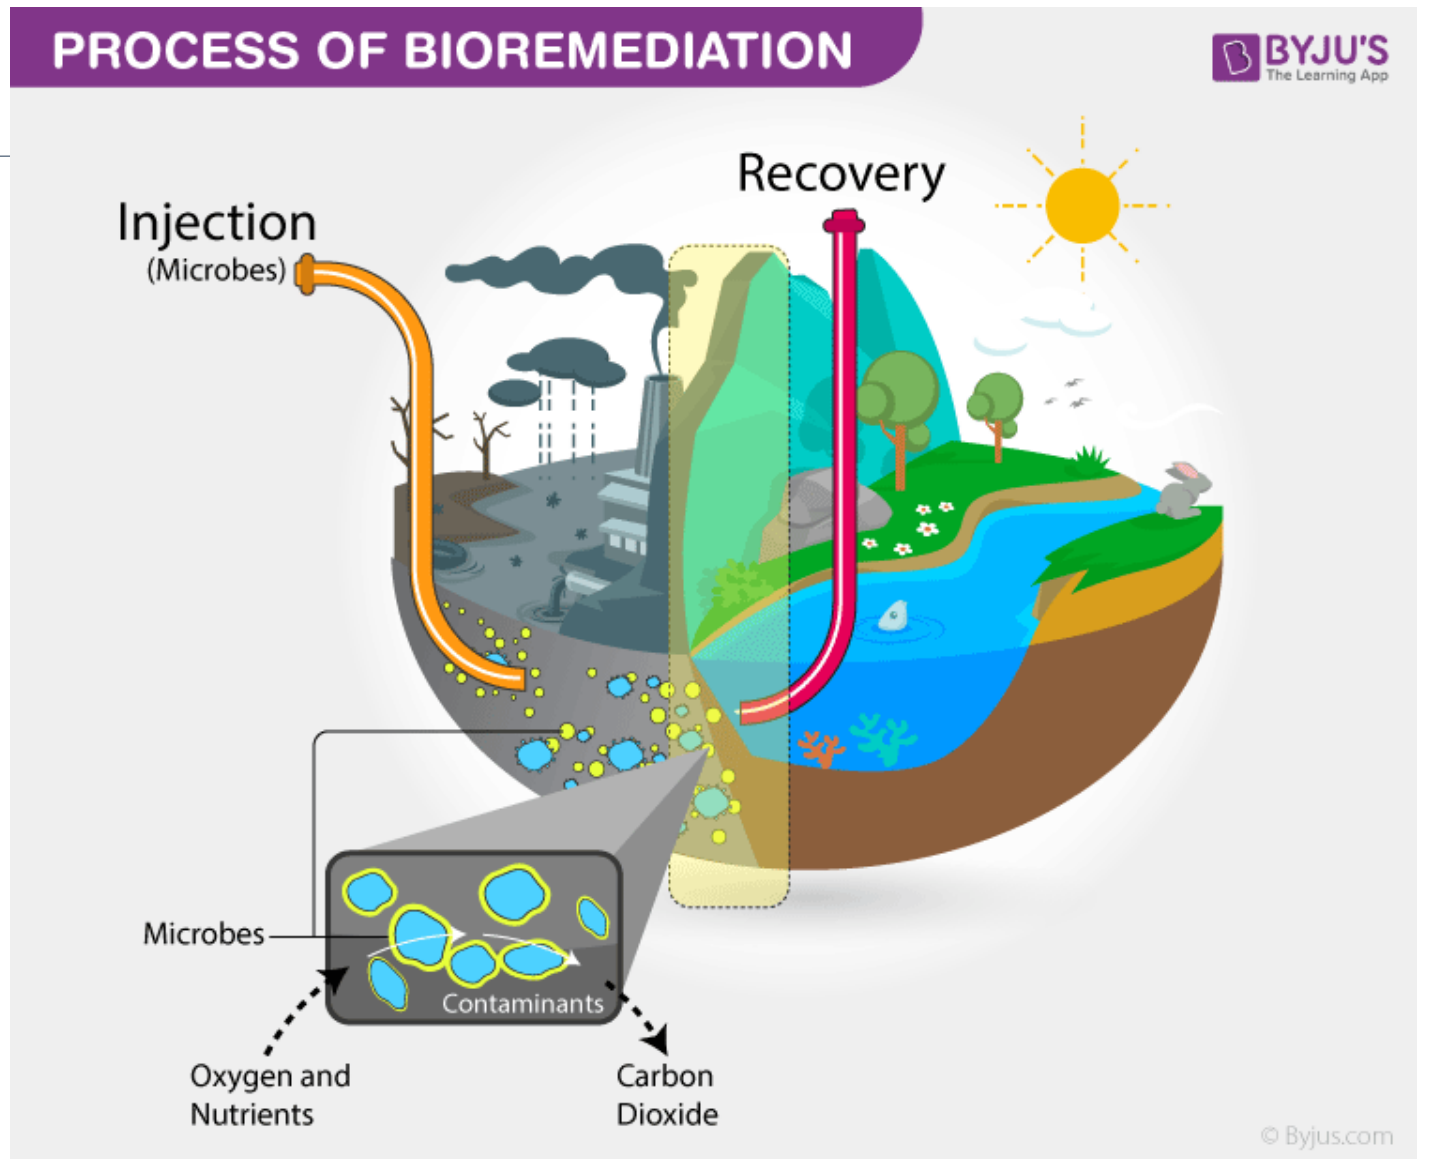 PROCESS OF BIOREMEDIATION
BYJU'S
The Learning App
Recovery
Injection
(Microbes)
Microbes
Contaminants
Oxygen and
Nutrients
Carbon
Dioxide
© Byjus.com